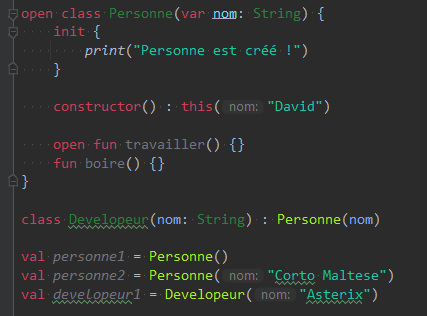 open class Personne(var nom: String) {
init {
print("Personne est créé !")
}
constructor() : this( nom: "David")
open fun travailler() {}
fun boire() {}
}
class Developeur(nom: String) : Personne(nom)
val personne1 = Personne()
val personne2 = Personne( nom: "Corto Maltese")
val developeur1 = Developeur( nom: "Asterix")